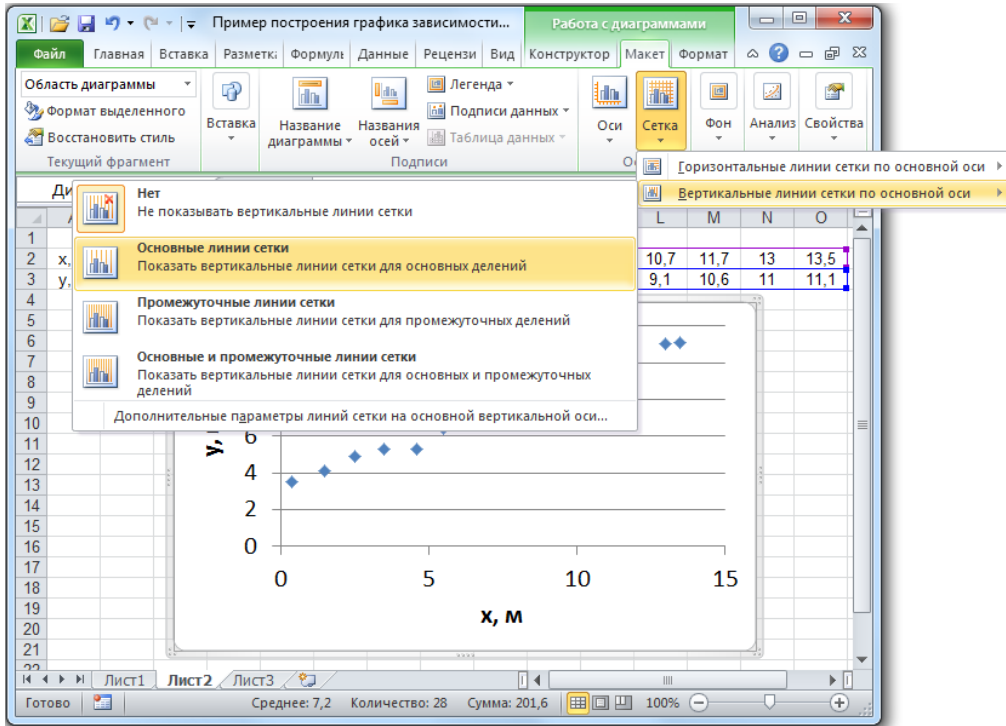 Пример построения графика зависимости...
Работа с диаграммами
Файл Главная Вставка Разметка Формулы Данные Рецензи Вид Конструктор Макет Формат
Область диаграммы
Формат выделенного
Восстановить стиль
Текущий фрагмент
Вставка
Название диаграммы
Названия осей
Легенда
Подписи данных
Таблица данных
Подписи
Оси
Сетка
Фон
Анализ
Свойства
Горизонтальные линии сетки по основной оси
Вертикальные линии сетки по основной оси
Нет
Не показывать вертикальные линии сетки
Основные линии сетки
Показать вертикальные линии сетки для основных делений
Промежуточные линии сетки
Показать вертикальные линии сетки для промежуточных делений
Основные и промежуточные линии сетки
Показать вертикальные линии сетки для основных и промежуточных
делений
Дополнительные параметры линий сетки на основной вертикальной оси...
L M N O
1
2 x, 10,7 11,7 13 13,5
3 y, 9,1 10,6 11 11,1
4
5
6
7
8
9
10
11
12
13
14
15
16
17
18
19
20
21
22
y,
6
4
2
0
0 5 10 15
x, м
Лист1 Лист2 Лист3
Готово Среднее: 7,2 Количество: 28 Сумма: 201,6 100%